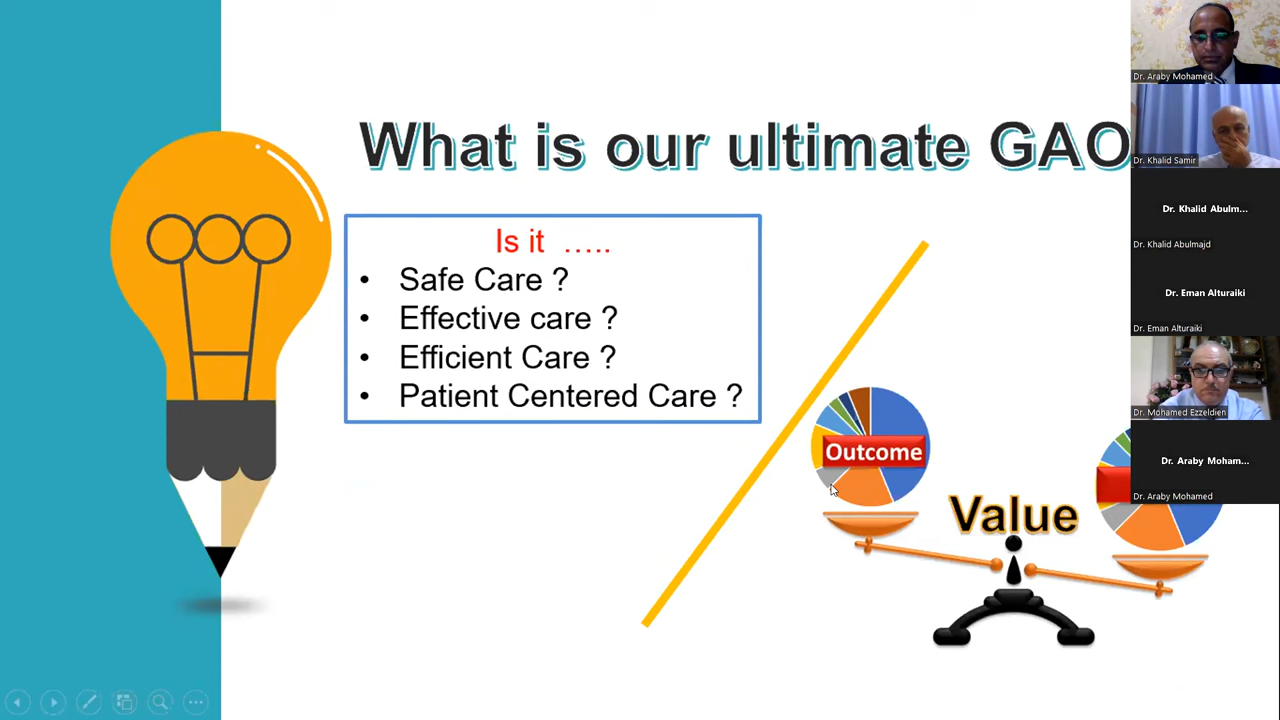 What is our ultimate GAO
Is it …..
• Safe Care ?
• Effective care ?
• Efficient Care ?
• Patient Centered Care ?
Outcome
Value
Dr. Araby Mohamed
Dr. Khalid Samir
Dr. Khalid Abulm...
Dr. Khalid Abulmajd
Dr. Eman Alturaiki
Dr. Eman Alturaiki
Dr. Mohamed Ezzeldien
Dr. Araby Moham...
Dr. Araby Mohamed